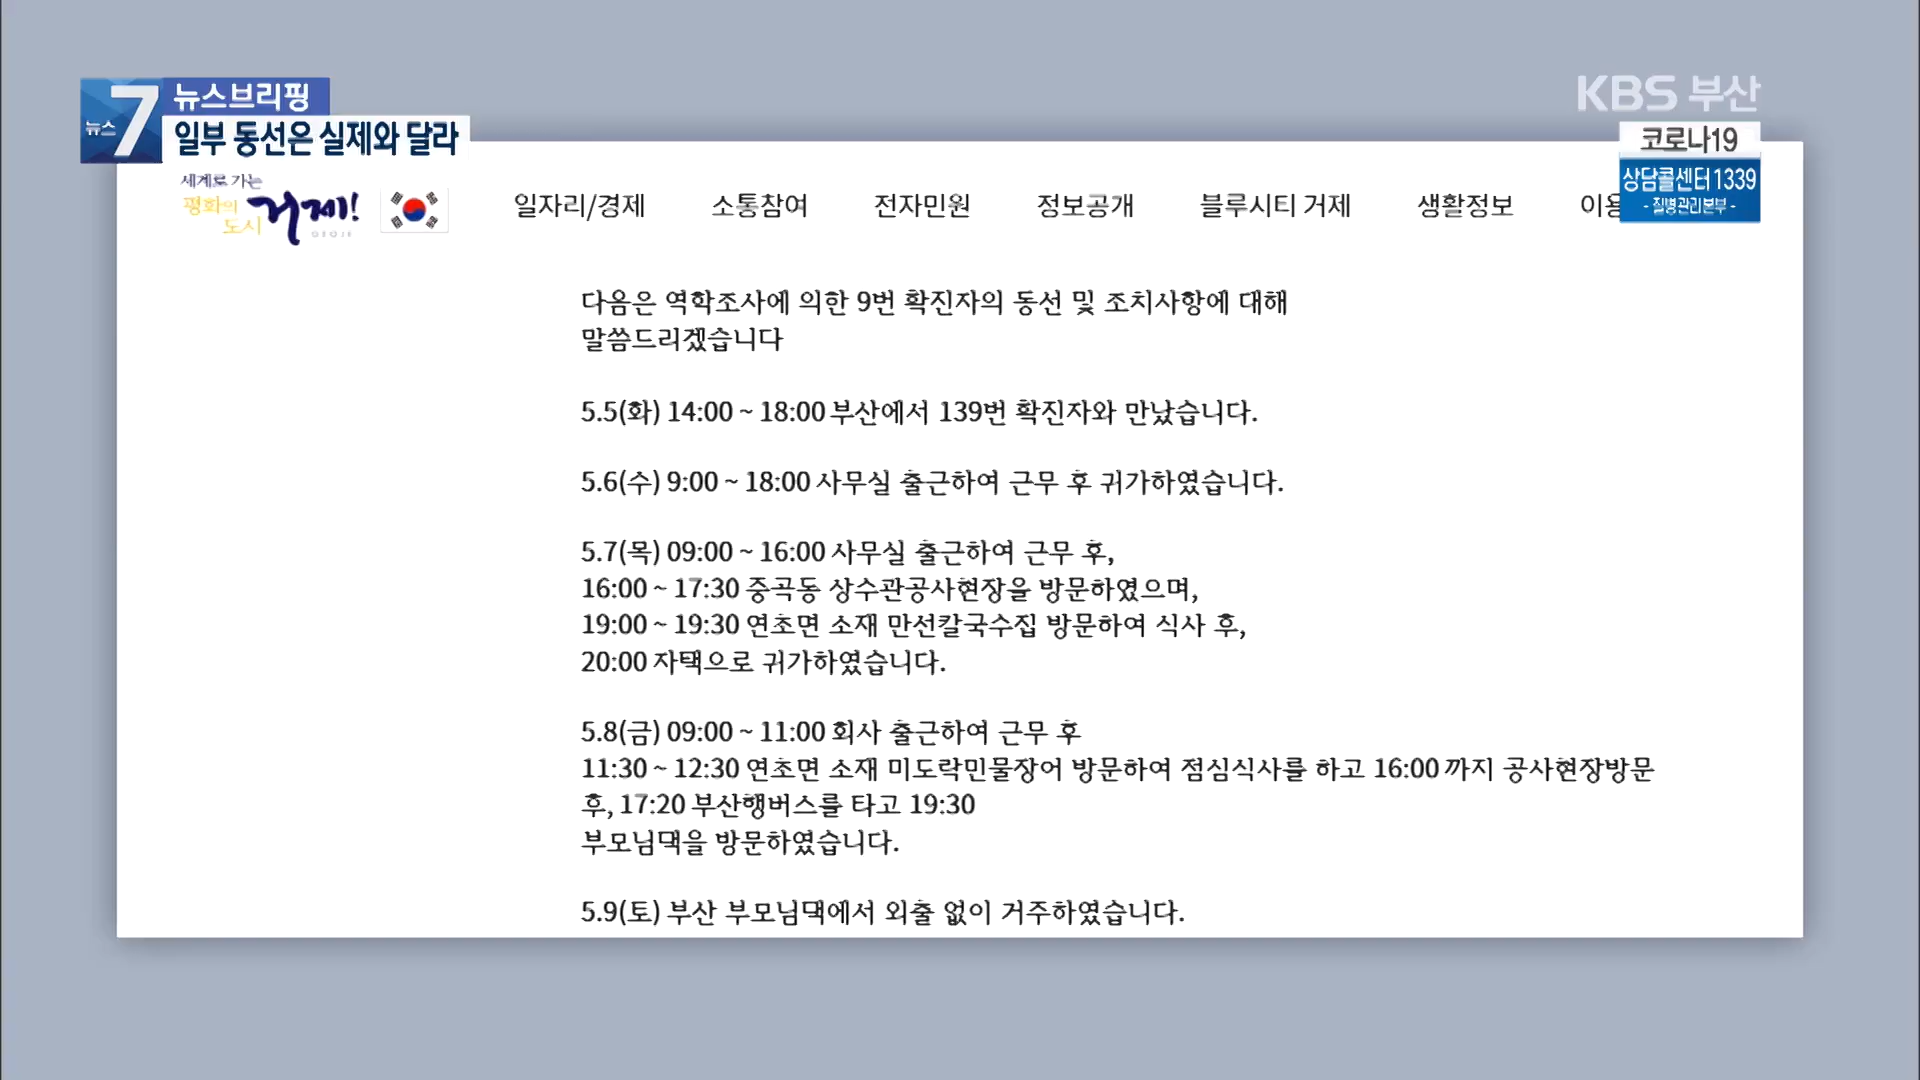 뉴스 7
뉴스브리핑
일부 동선은 실제와 달라
KBS 부산
코로나19
상담콜센터 1339
- 질병관리본부 -
세계로 가는
평화의
도시
거제!
GEOJE
일자리/경제 소통참여 전자민원 정보공개 블루시티 거제 생활정보 이용
다음은 역학조사에 의한 9번 확진자의 동선 및 조치사항에 대해
말씀드리겠습니다
5.5(화) 14:00 ~ 18:00 부산에서 139번 확진자와 만났습니다.
5.6(수) 9:00 ~ 18:00 사무실 출근하여 근무 후 귀가하였습니다.
5.7(목) 09:00 ~ 16:00 사무실 출근하여 근무 후,
16:00 ~ 17:30 중곡동 상수관공사현장을 방문하였으며,
19:00 ~ 19:30 연초면 소재 만선칼국수집 방문하여 식사 후,
20:00 자택으로 귀가하였습니다.
5.8(금) 09:00 ~ 11:00 회사 출근하여 근무 후
11:30 ~ 12:30 연초면 소재 미도락민물장어 방문하여 점심식사를 하고 16:00까지 공사현장방문
후, 17:20 부산행버스를 타고 19:30
부모님댁을 방문하였습니다.
5.9(토) 부산 부모님댁에서 외출 없이 거주하였습니다.